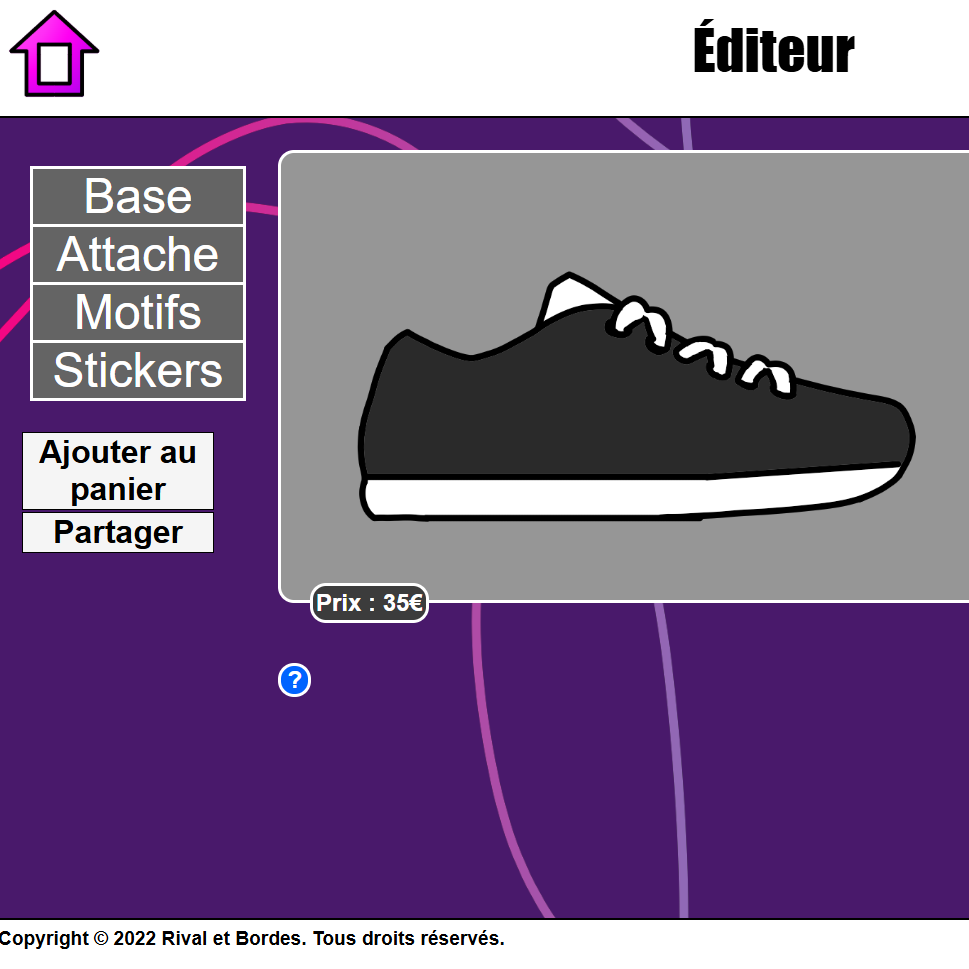 Éditeur
Base
Attache
Motifs
Stickers
Ajouter au
panier
Partager
Prix : 35€
?
Copyright © 2022 Rival et Bordes. Tous droits réservés.